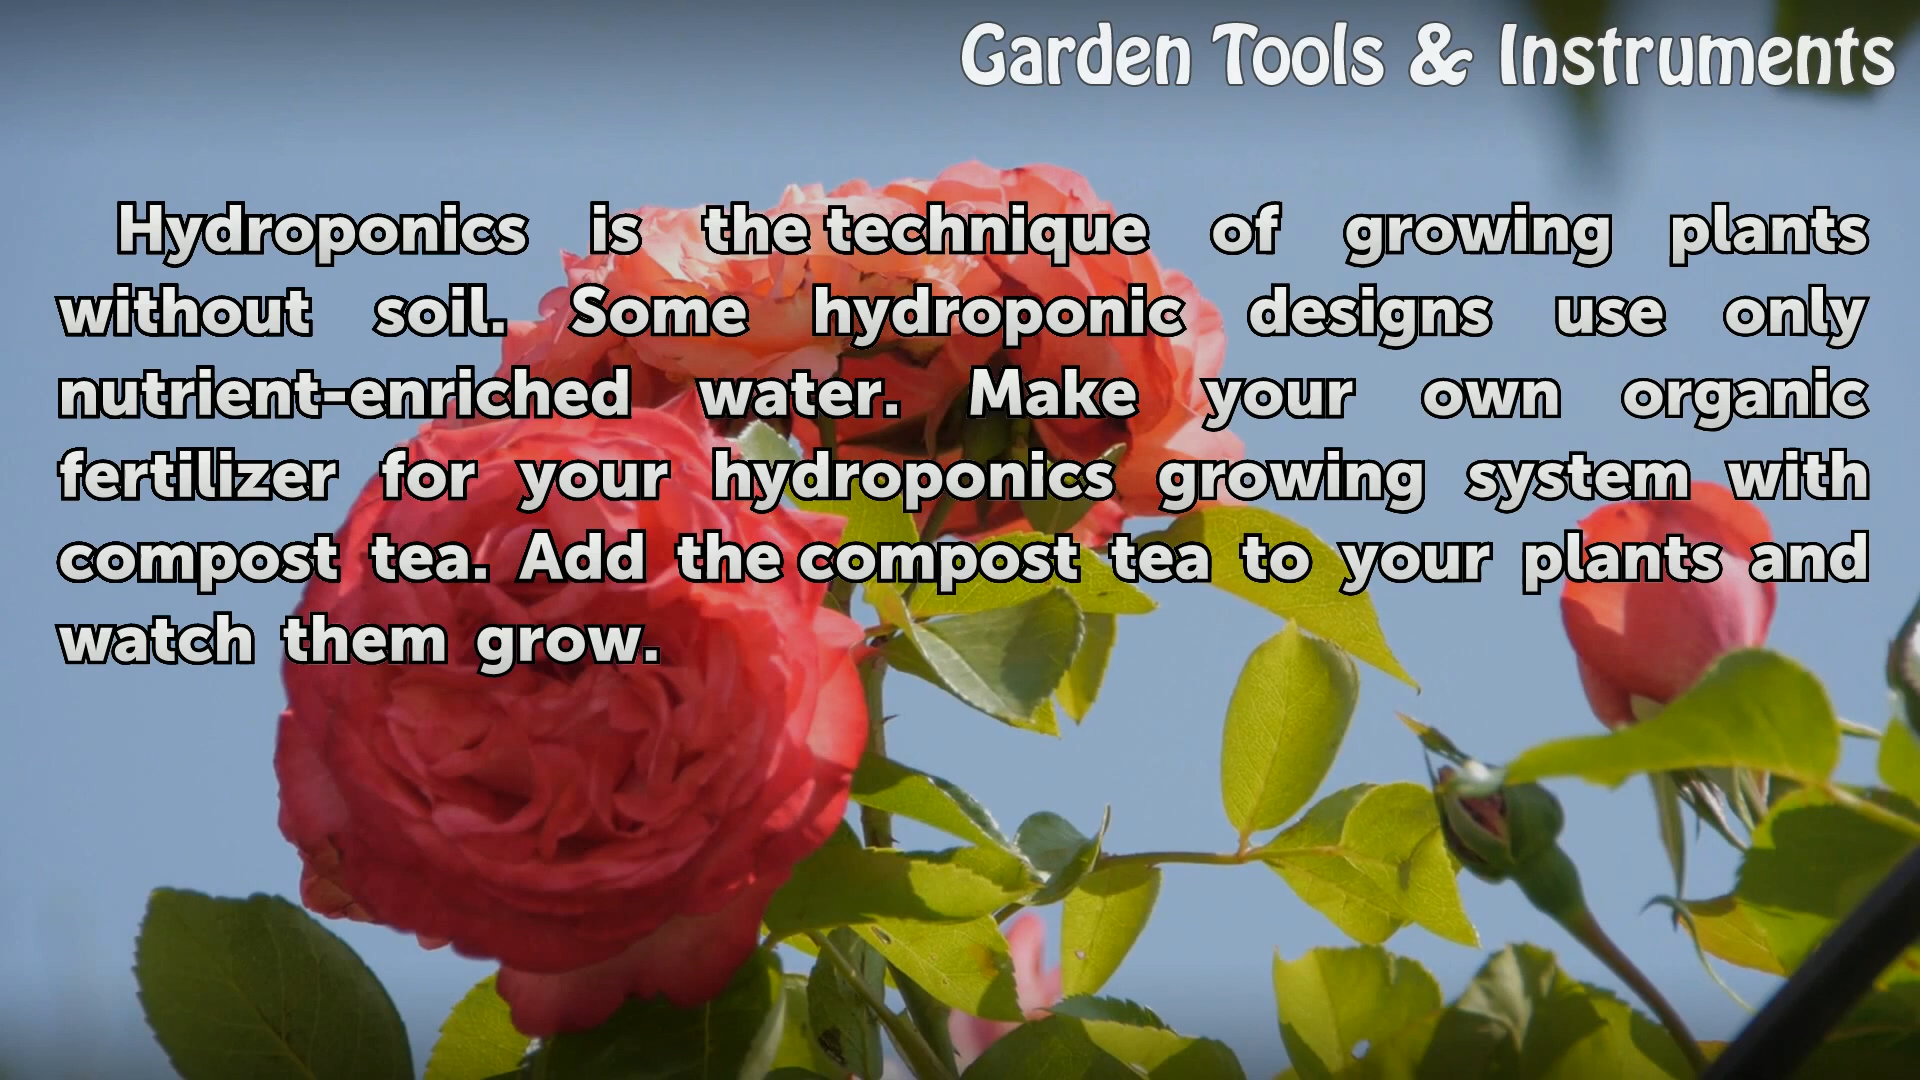 Garden Tools & Instruments
Hydroponics is the technique of growing plants
without soil. Some hydroponic designs use only
nutrient-enriched water. Make your own organic
fertilizer for your hydroponics growing system with
compost tea. Add the compost tea to your plants and
watch them grow.